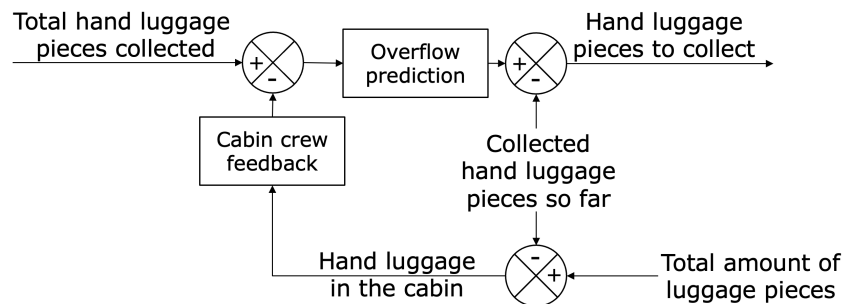 Total hand luggage
pieces collected
Hand luggage
pieces to collect
+
-
Overflow
prediction
+
-
Cabin crew
feedback
Collected
hand luggage
pieces so far
-
+
Hand luggage
in the cabin
Total amount of
luggage pieces